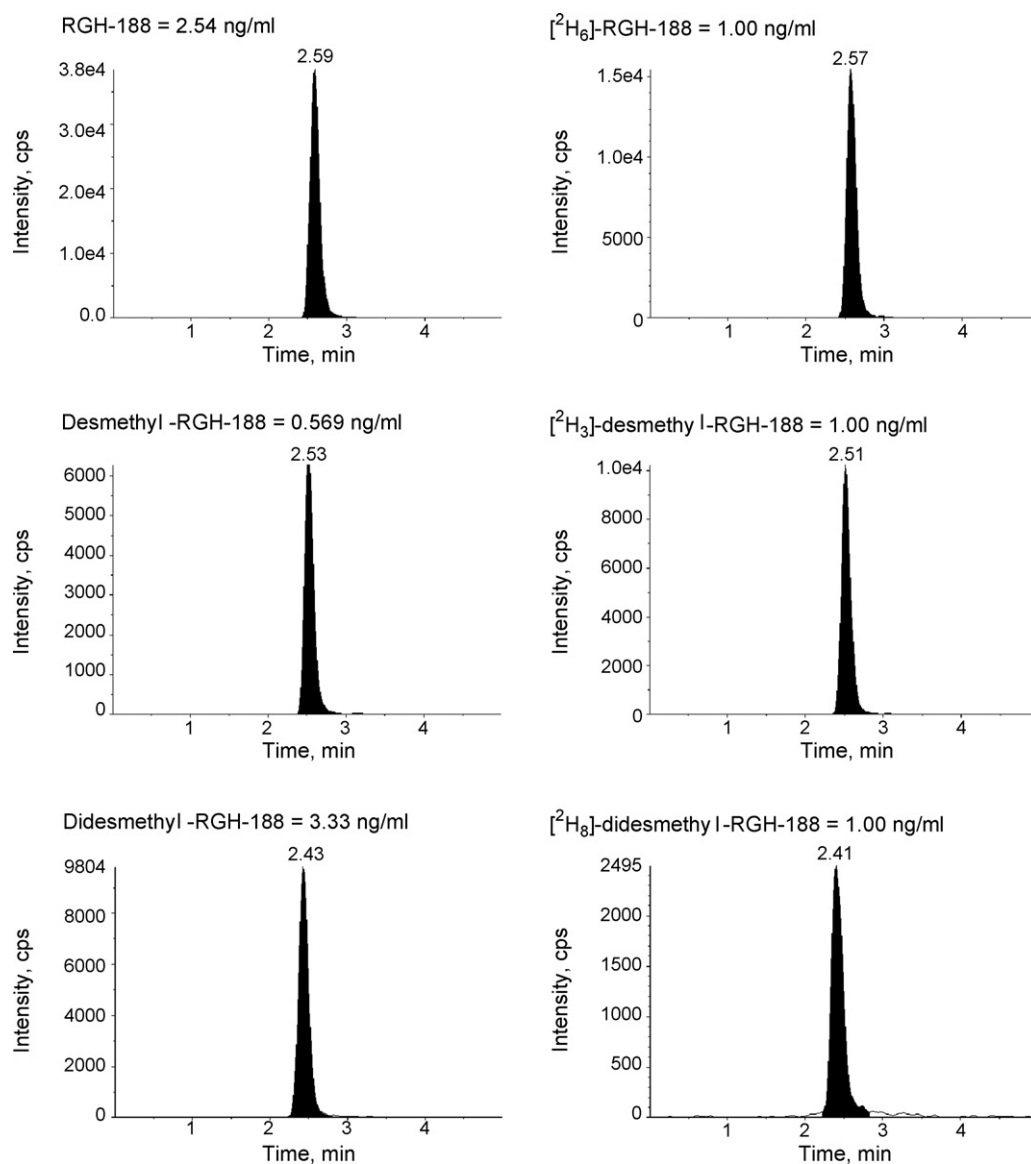 RGH-188 = 2.54 ng/ml
2.59
3.8e4
3.0e4
2.0e4
1.0e4
0.0
Intensity, cps
1 2 3 4
Time, min
[²H₆]-RGH-188 = 1.00 ng/ml
2.57
1.5e4
1.0e4
5000
0
Intensity, cps
1 2 3 4
Time, min
Desmethyl -RGH-188 = 0.569 ng/ml
2.53
6000
5000
4000
3000
2000
1000
0
Intensity, cps
1 2 3 4
Time, min
[²H₃]-desmethy l-RGH-188 = 1.00 ng/ml
2.51
1.0e4
8000
6000
4000
2000
0
Intensity, cps
1 2 3 4
Time, min
Didesmethyl -RGH-188 = 3.33 ng/ml
2.43
9804
8000
6000
4000
2000
0
Intensity, cps
1 2 3 4
Time, min
[²H₈]-didesmethy l-RGH-188 = 1.00 ng/ml
2.41
2495
2000
1500
1000
500
0
Intensity, cps
1 2 3 4
Time, min